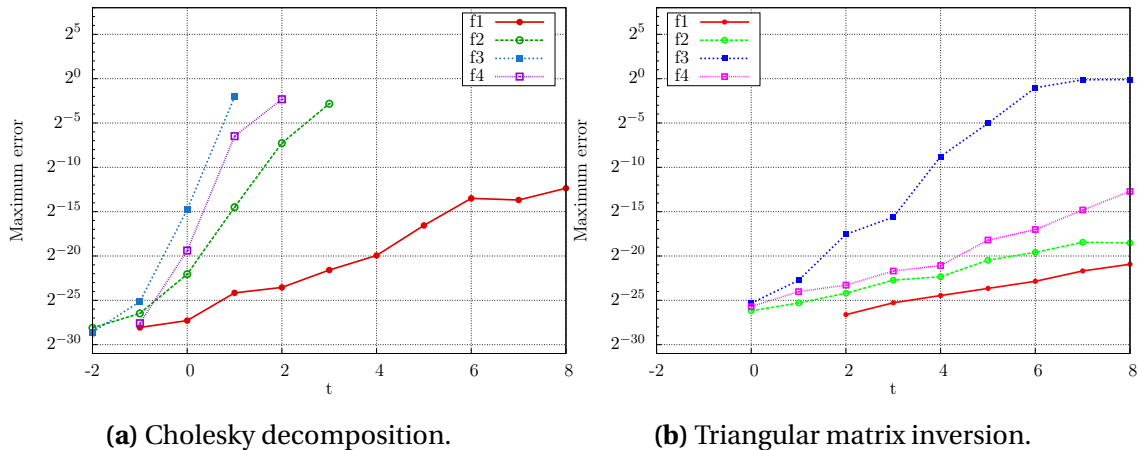 2^5
2^0
2^-5
2^-10
2^-15
2^-20
2^-25
2^-30
Maximum error
-2 0 2 4 6 8
t
f1
f2
f3
f4
(a) Cholesky decomposition.
2^5
2^0
2^-5
2^-10
2^-15
2^-20
2^-25
2^-30
Maximum error
-2 0 2 4 6 8
t
f1
f2
f3
f4
(b) Triangular matrix inversion.